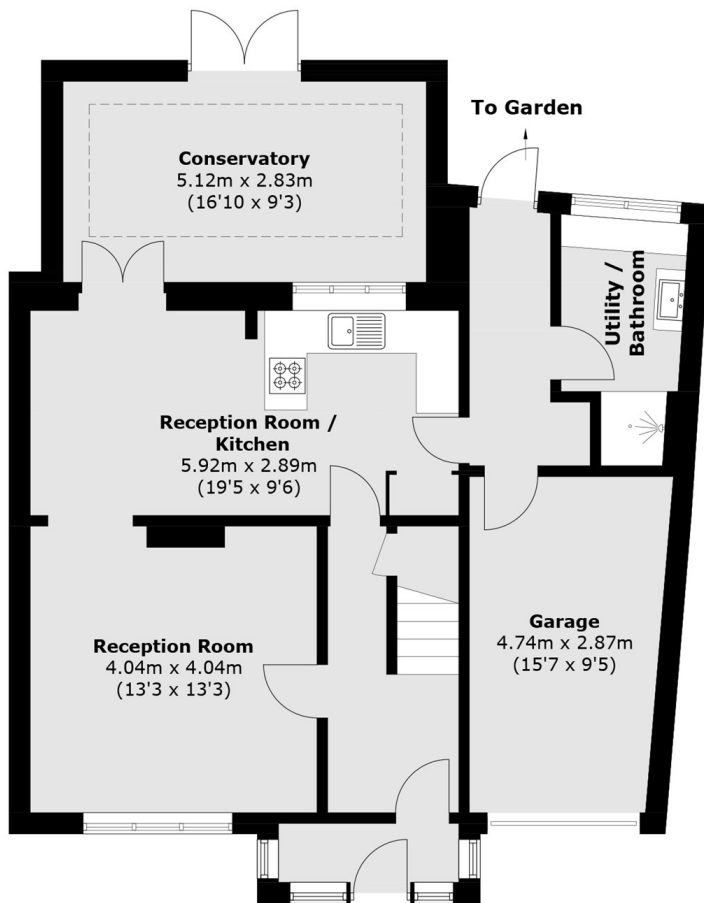 To Garden
Conservatory
5.12m x 2.83m
(16'10 x 9'3)
Utility /
Bathroom
Reception Room /
Kitchen
5.92m x 2.89m
(19'5 x 9'6)
Reception Room
4.04m x 4.04m
(13'3 x 13'3)
Garage
4.74m x 2.87m
(15'7 x 9'5)